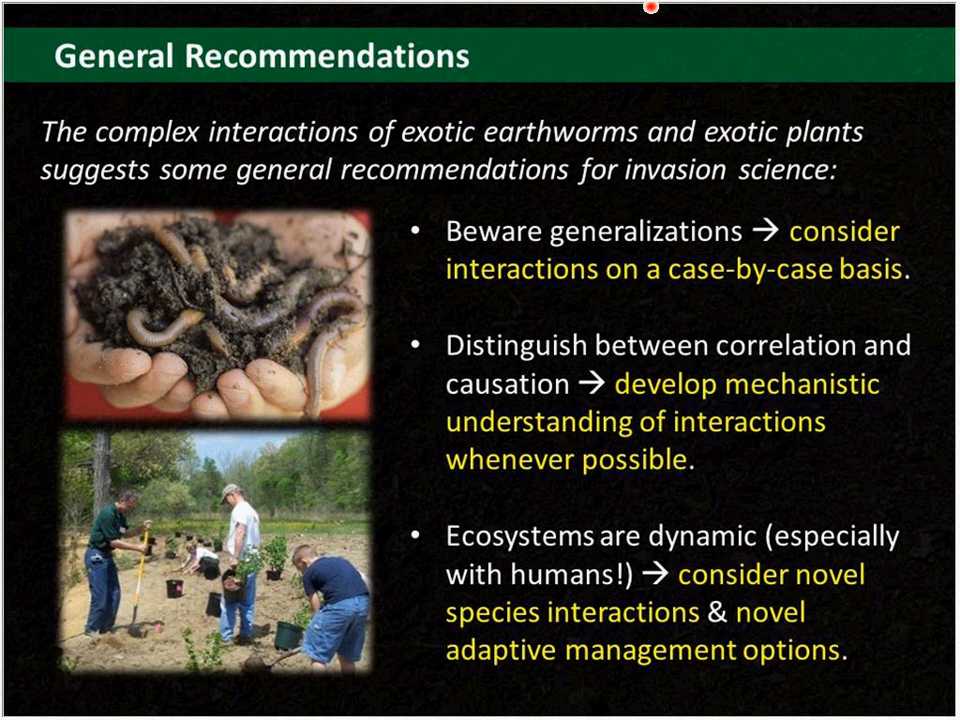 General Recommendations
The complex interactions of exotic earthworms and exotic plants
suggests some general recommendations for invasion science:
• Beware generalizations → consider
interactions on a case-by-case basis.
• Distinguish between correlation and
causation → develop mechanistic
understanding of interactions
whenever possible.
• Ecosystems are dynamic (especially
with humans!) → consider novel
species interactions & novel
adaptive management options.